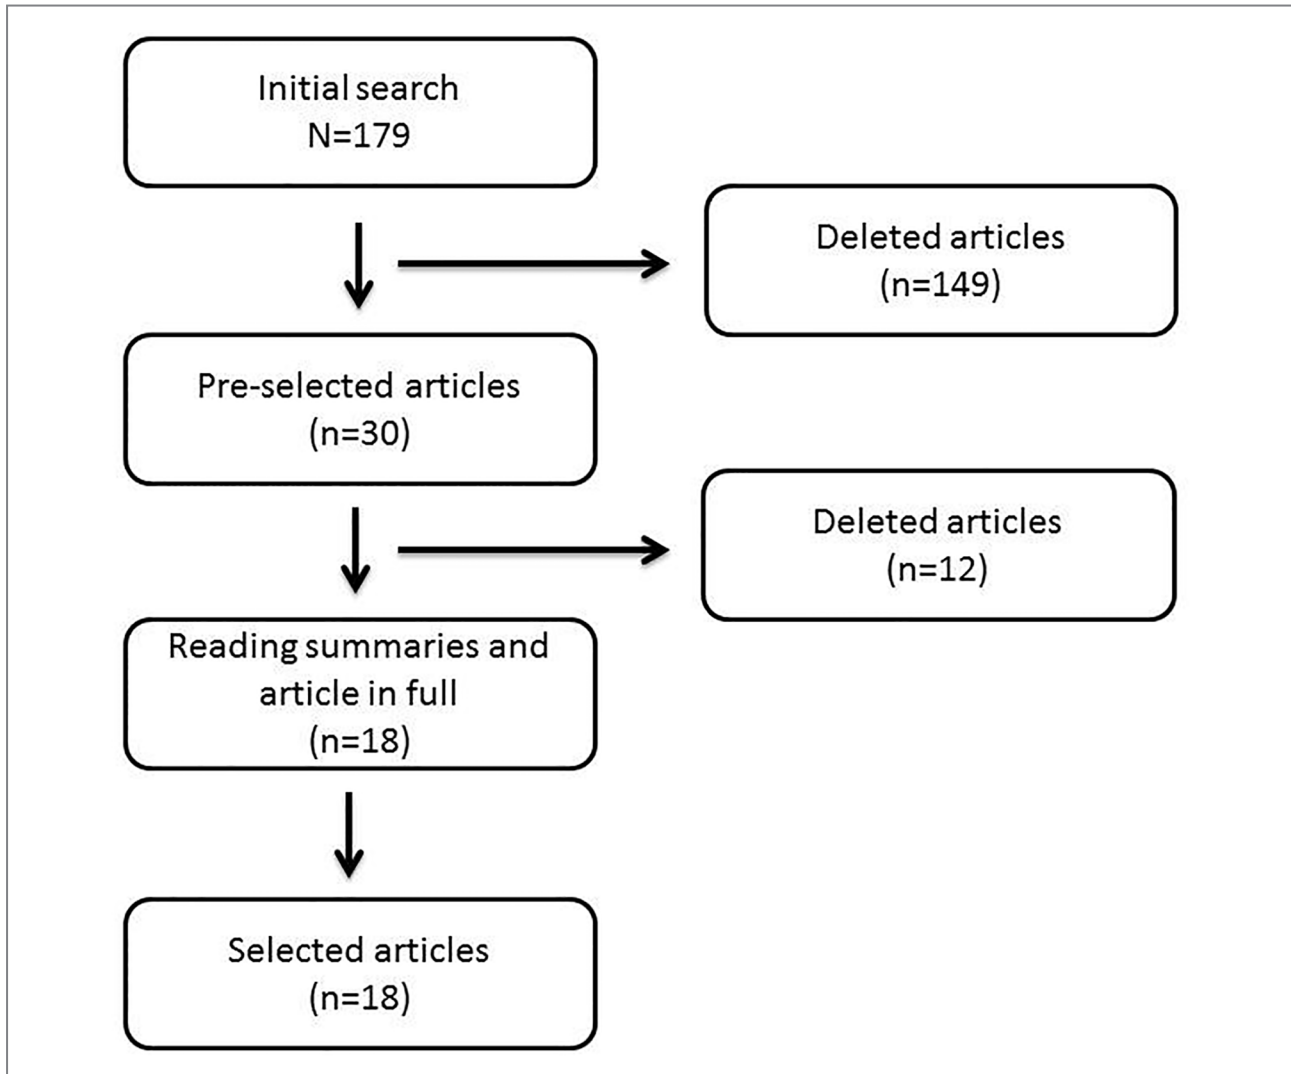 Initial search
N=179
Deleted articles
(n=149)
Pre-selected articles
(n=30)
Deleted articles
(n=12)
Reading summaries and
article in full
(n=18)
Selected articles
(n=18)